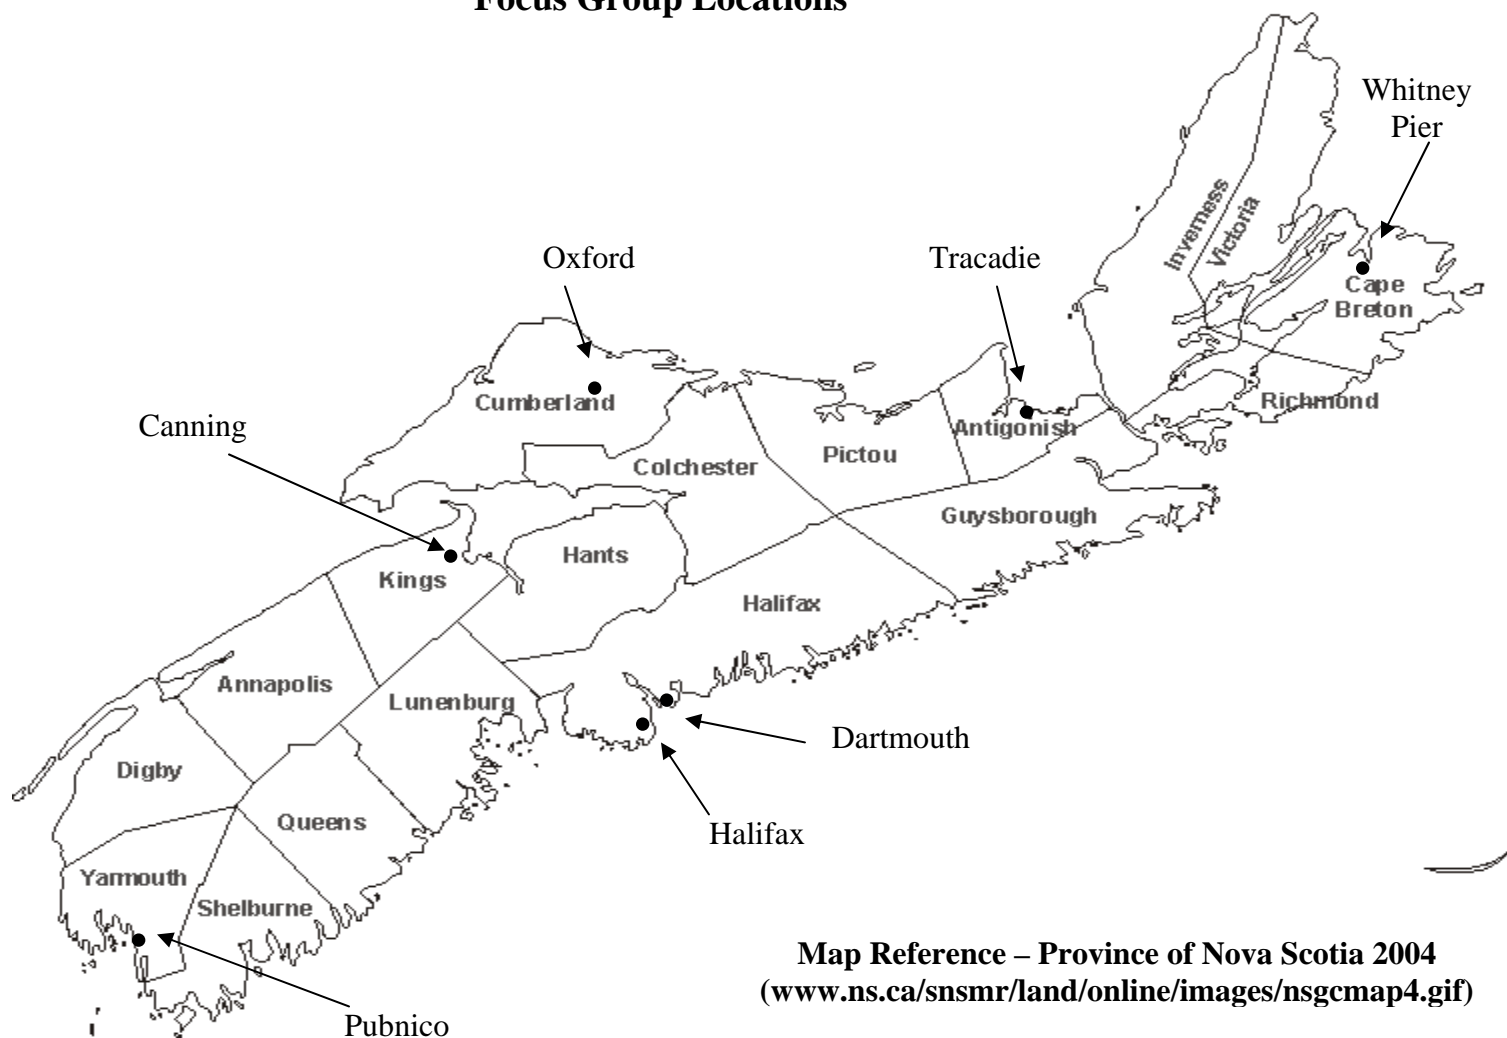 Focus Group Locations
Whitney
Pier
Inverness
Victoria
Oxford
Tracadie
Cape
Breton
Cumberland
Richmond
Canning
Antigonish
Colchester
Pictou
Guysborough
Hants
Kings
Halifax
Annapolis
Lunenburg
Dartmouth
Digby
Queens
Halifax
Yarmouth
Shelburne
Pubnico
Map Reference – Province of Nova Scotia 2004
(www.ns.ca/snsmr/land/online/images/nsgcmap4.gif)